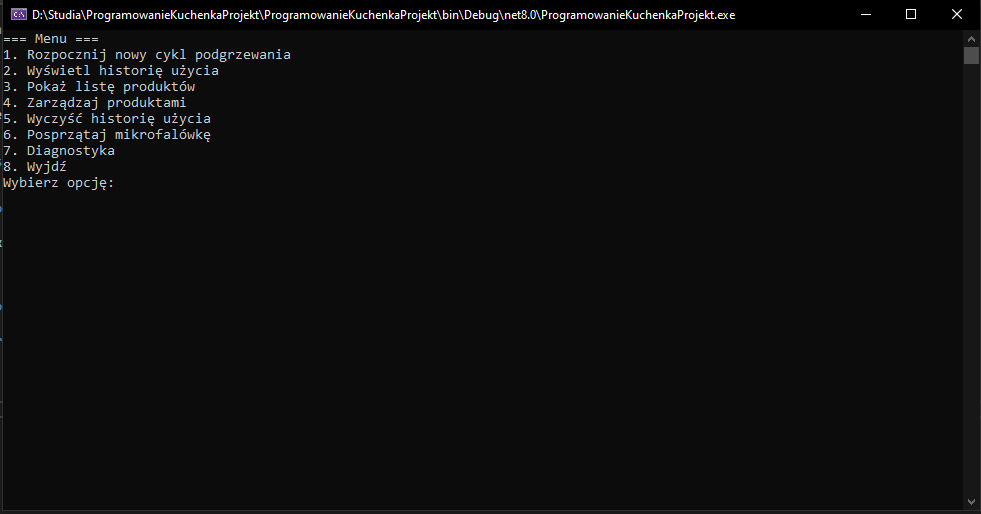 D:\Studia\ProgramowanieKuchenkaProjekt\ProgramowanieKuchenkaProjekt\bin\Debug\net8.0\ProgramowanieKuchenkaProjekt.exe
=== Menu ===
1. Rozpocznij nowy cykl podgrzewania
2. Wyświetl historię użycia
3. Pokaż listę produktów
4. Zarządzaj produktami
5. Wyczyść historię użycia
6. Posprzątaj mikrofalówkę
7. Diagnostyka
8. Wyjdź
Wybierz opcję: